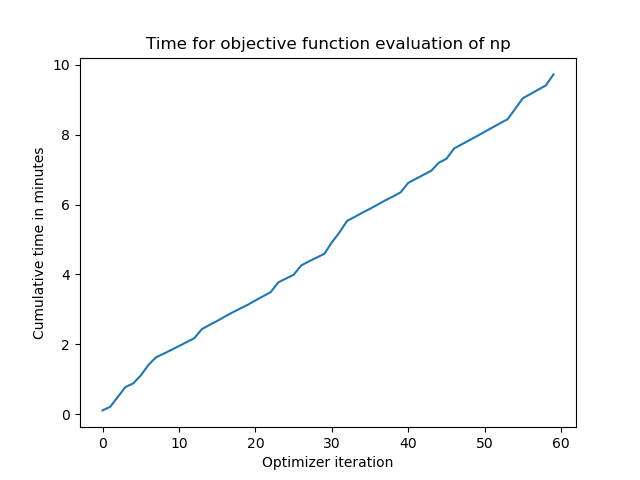 Time for objective function evaluation of np
Cumulative time in minutes
10
8
6
4
2
0
0 10 20 30 40 50 60
Optimizer iteration